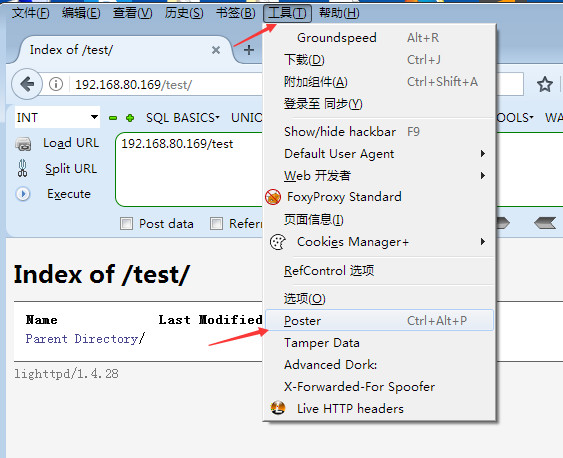 文件(F) 编辑(E) 查看(V) 历史(S) 书签(B) 工具(T) 帮助(H)
Index of /test/
192.168.80.169/test/
INT SQL BASICS UNIO OOLS WA
Load URL
Split URL
Execute
192.168.80.169/test
Post data Referr
Index of /test/
Name Last Modified
Parent Directory/
lighttpd/1.4.28
Groundspeed Alt+R
下载(D) Ctrl+J
附加组件(A) Ctrl+Shift+A
登录至 同步(Y)
Show/hide hackbar F9
Default User Agent
Web 开发者
FoxyProxy Standard
页面信息(I)
Cookies Manager+
RefControl 选项
选项(O)
Poster Ctrl+Alt+P
Tamper Data
Advanced Dork:
X-Forwarded-For Spoofer
Live HTTP headers